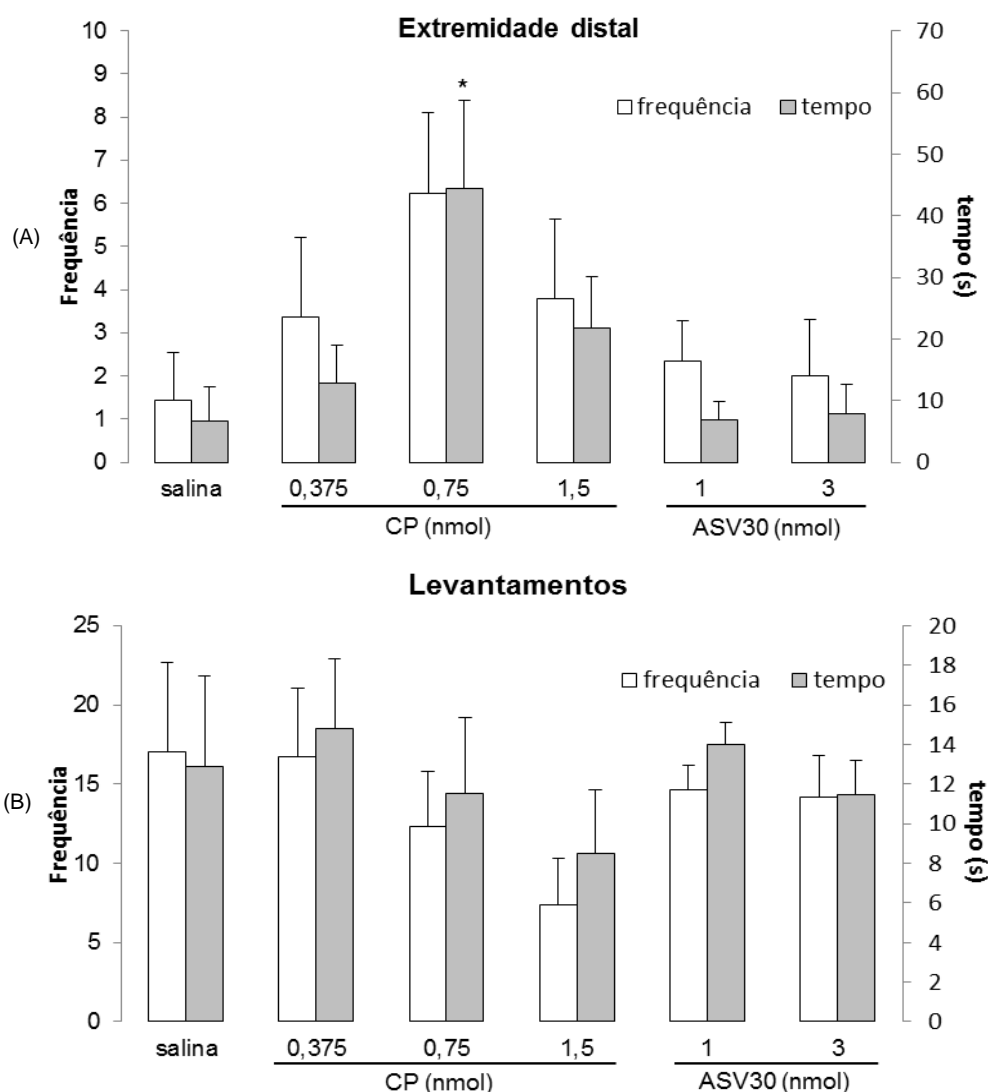 Extremidade distal
10 9 8 7 6 5 4 3 2 1 0
Frequência
(A)
*
frequência tempo
70 60 50 40 30 20 10 0
tempo (s)
salina 0,375 0,75 1,5 1 3
CP (nmol) ASV30 (nmol)
Levantamentos
25 20 15 10 5 0
Frequência
(B)
frequência tempo
20 18 16 14 12 10 8 6 4 2 0
tempo (s)
salina 0,375 0,75 1,5 1 3
CP (nmol) ASV30 (nmol)